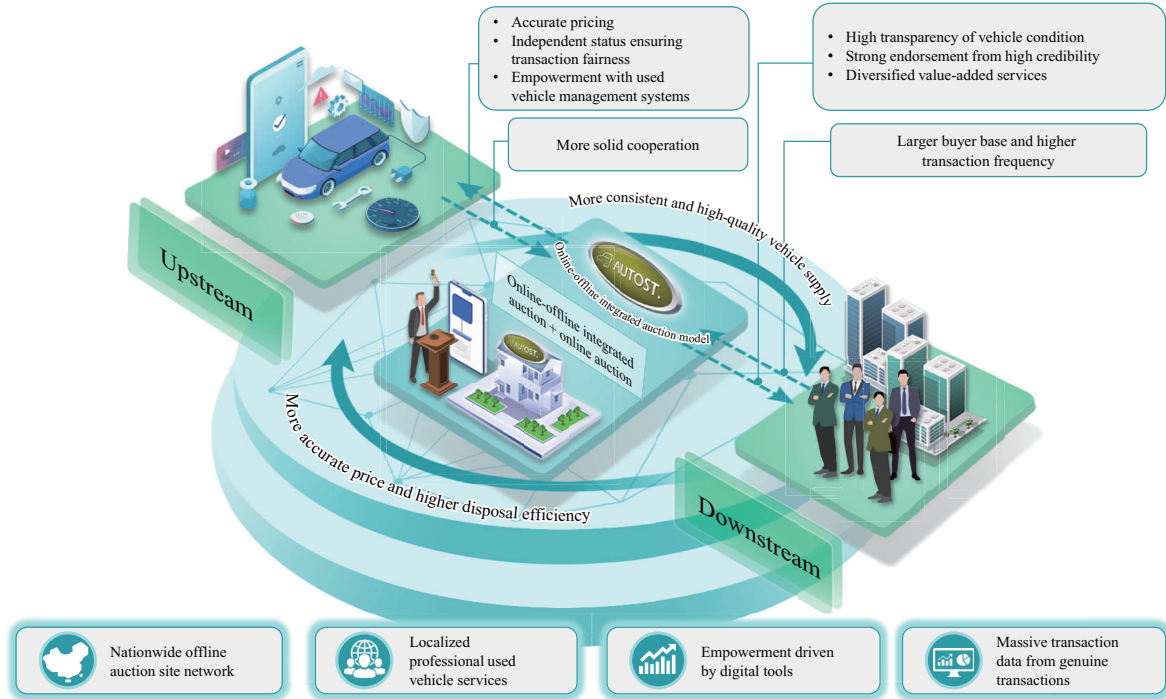 • Accurate pricing
• Independent status ensuring
transaction fairness
• Empowerment with used
vehicle management systems
• High transparency of vehicle condition
• Strong endorsement from high credibility
• Diversified value-added services
More solid cooperation
Larger buyer base and higher
transaction frequency
Upstream
More consistent and high-quality vehicle supply
AUTOST.
Online-offline integrated auction model
Online-offline integrated
auction + online auction
AUTOST.
More accurate price and higher disposal efficiency
Downstream
Nationwide offline
auction site network
Localized
professional used
vehicle services
Empowerment driven
by digital tools
Massive transaction
data from genuine
transactions